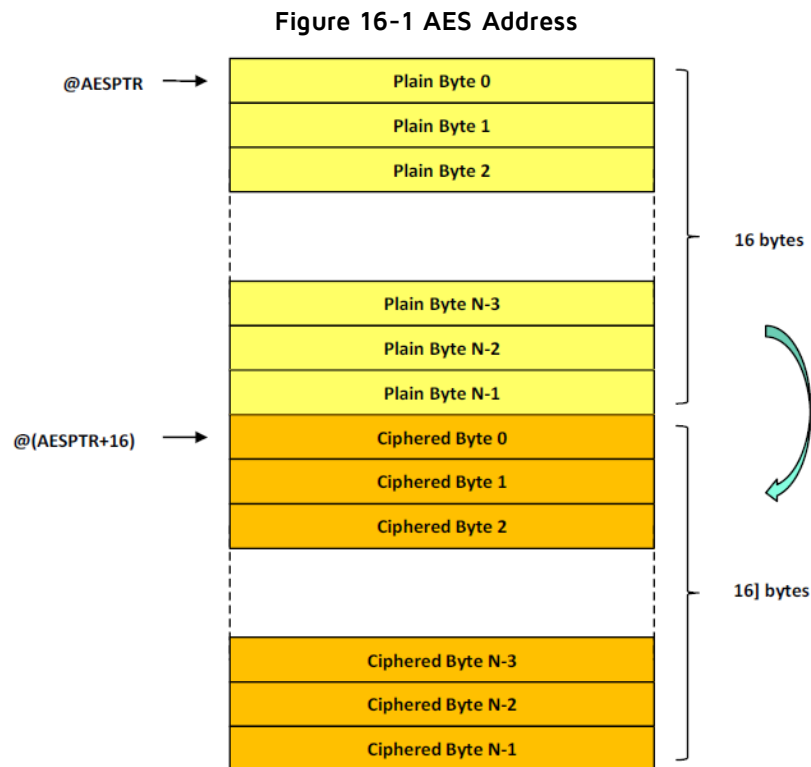 Figure 16-1 AES Address
@AESPTR
Plain Byte 0
Plain Byte 1
Plain Byte 2
16 bytes
Plain Byte N-3
Plain Byte N-2
Plain Byte N-1
@(AESPTR+16)
Ciphered Byte 0
Ciphered Byte 1
Ciphered Byte 2
16] bytes
Ciphered Byte N-3
Ciphered Byte N-2
Ciphered Byte N-1